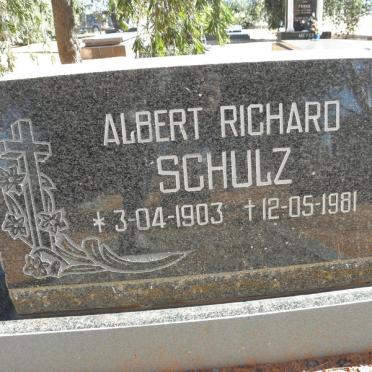 ALBERT RICHARD
SCHULZ
* 3-04-1903 † 12-05-1981